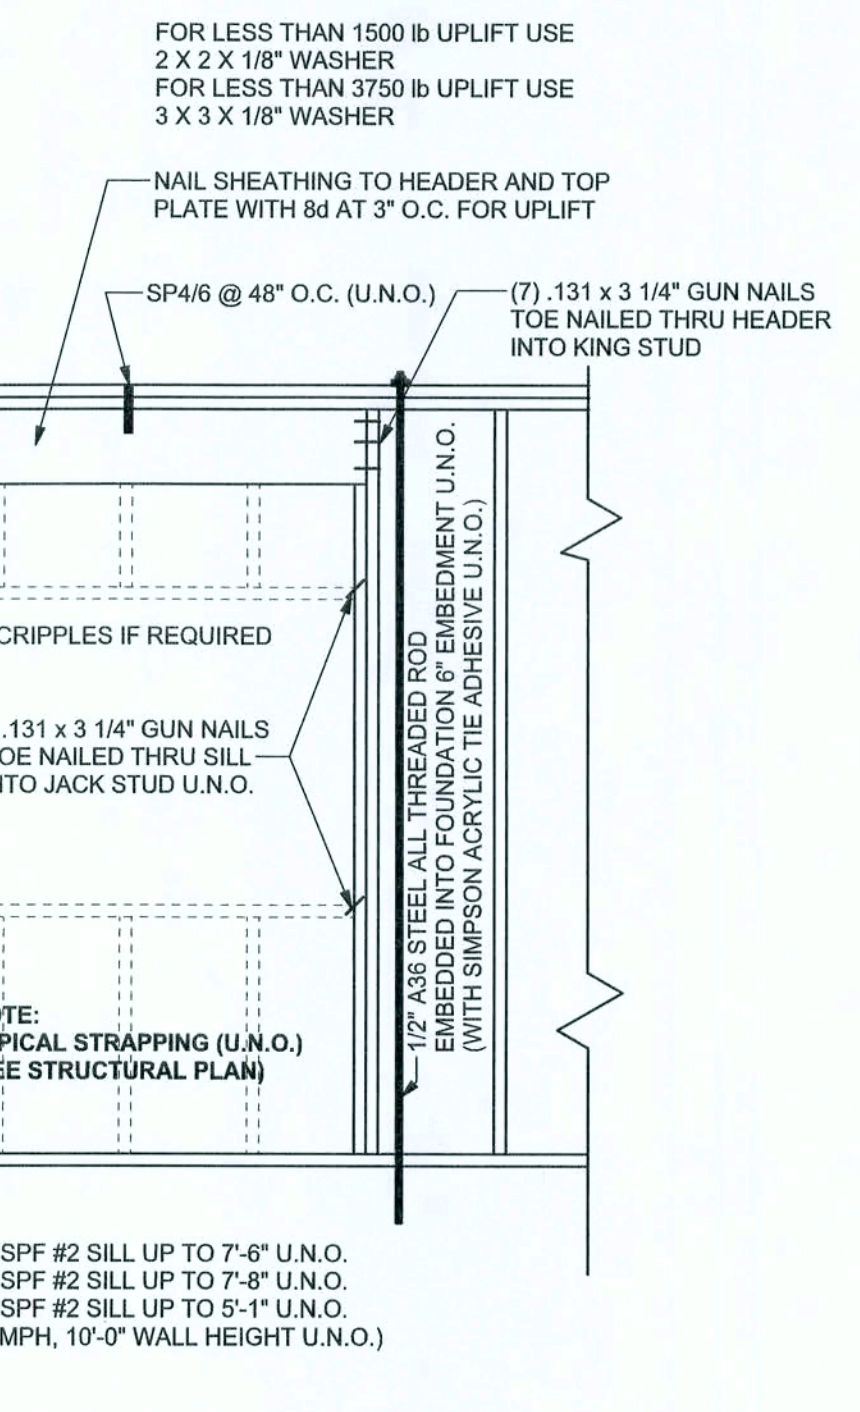 FOR LESS THAN 1500 lb UPLIFT USE
2 X 2 X 1/8" WASHER
FOR LESS THAN 3750 lb UPLIFT USE
3 X 3 X 1/8" WASHER
NAIL SHEATHING TO HEADER AND TOP
PLATE WITH 8d AT 3" O.C. FOR UPLIFT
SP4/6 @ 48" O.C. (U.N.O.)
(7) .131 x 3 1/4" GUN NAILS
TOE NAILED THRU HEADER
INTO KING STUD
CRIPPLES IF REQUIRED
.131 x 3 1/4" GUN NAILS
OE NAILED THRU SILL
TO JACK STUD U.N.O.
1/2" A36 STEEL ALL THREADED ROD
EMBEDDED INTO FOUNDATION 6" EMBEDMENT U.N.O.
(WITH SIMPSON ACRYLIC TIE ADHESIVE U.N.O.)
TE:
PICAL STRAPPING (U.N.O.)
EE STRUCTURAL PLAN)
SPF #2 SILL UP TO 7'-6" U.N.O.
SPF #2 SILL UP TO 7'-8" U.N.O.
SPF #2 SILL UP TO 5'-1" U.N.O.
MPH, 10'-0" WALL HEIGHT U.N.O.)